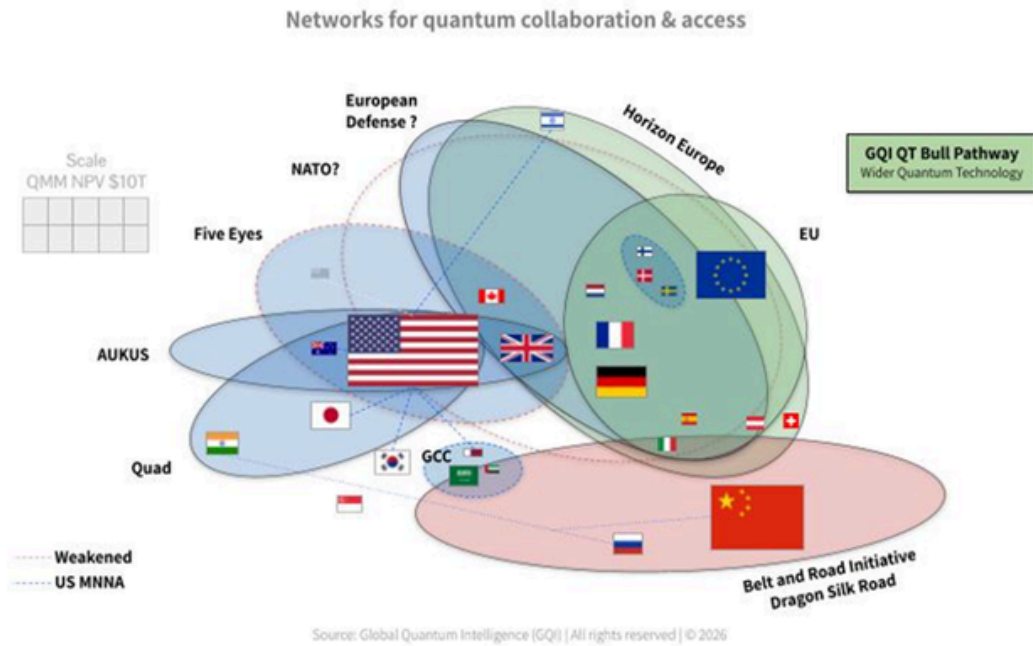 Networks for quantum collaboration & access
European
Defense ?
Horizon Europe
NATO?
GQI QT Bull Pathway
Wider Quantum Technology
Scale
QMM NPV $10T
Five Eyes
EU
AUKUS
Quad
GCC
Weakened
US MNNA
Belt and Road Initiative
Dragon Silk Road
Source: Global Quantum Intelligence (GQI) | All rights reserved | © 2026